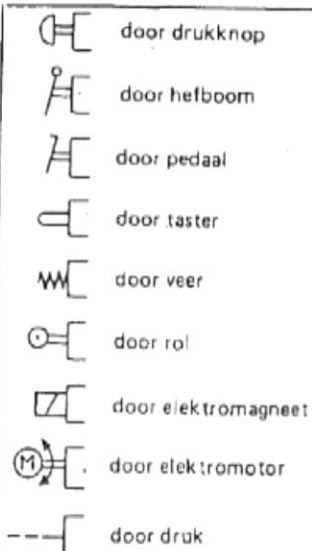 door drukknop
door hefboom
door pedaal
door taster
door veer
door rol
door elektromagneet
M door elektromotor
door druk